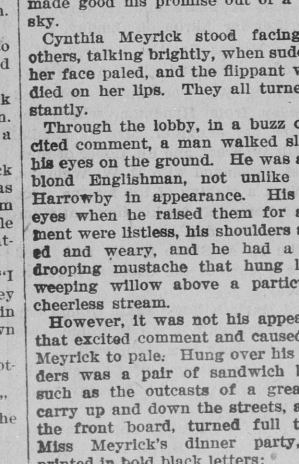 made good his promise out of a
sky.
Cynthia Meyrick stood facing
others, talking brightly, when sud
her face paled, and the flippant
died on her lips. They all turne
stantly.
Through the lobby, in a buzz
cited comment, a man walked sl
his eyes on the ground. He was
blond Englishman, not unlike
Harrowby in appearance. His
eyes when he raised them for a
ment were listless, his shoulders
ed and weary, and he had a
drooping mustache that hung l
weeping willow above a partic
cheerless stream.
However, it was not his appea
that excited comment and caused
Meyrick to pale. Hung over his
ders was a pair of sandwich
such as the outcasts of a grea
carry up and down the streets, a
the front board, turned full t
Miss Meyrick's dinner party,
printed in bold black letters: